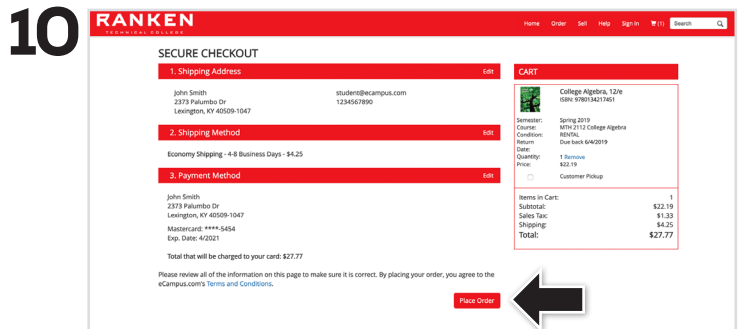 10
RANKEN
TECHNICAL COLLEGE
Home Order Sell Help Sign In (1) Search
SECURE CHECKOUT
1. Shipping Address Edit
John Smith student@ecampus.com
2373 Palumbo Dr 1234567890
Lexington, KY 40509-1047
2. Shipping Method Edit
Economy Shipping - 4-8 Business Days - $4.25
3. Payment Method Edit
John Smith
2373 Palumbo Dr
Lexington, KY 40509-1047
Mastercard: ****-5454
Exp. Date: 4/2021
Total that will be charged to your card: $27.77
Please review all of the information on this page to make sure it is correct. By placing your order, you agree to the
eCampus.com's Terms and Conditions.
Place Order
CART
College Algebra, 12/e
ISBN: 9780134217451
Semester: Spring 2019
Course: MTH 2112 College Algebra
Condition: RENTAL
Return Due back 6/4/2019
Date:
Quantity: 1 Remove
Price: $22.19
Customer Pickup
Items in Cart: 1
Subtotal: $22.19
Sales Tax: $1.33
Shipping: $4.25
Total: $27.77